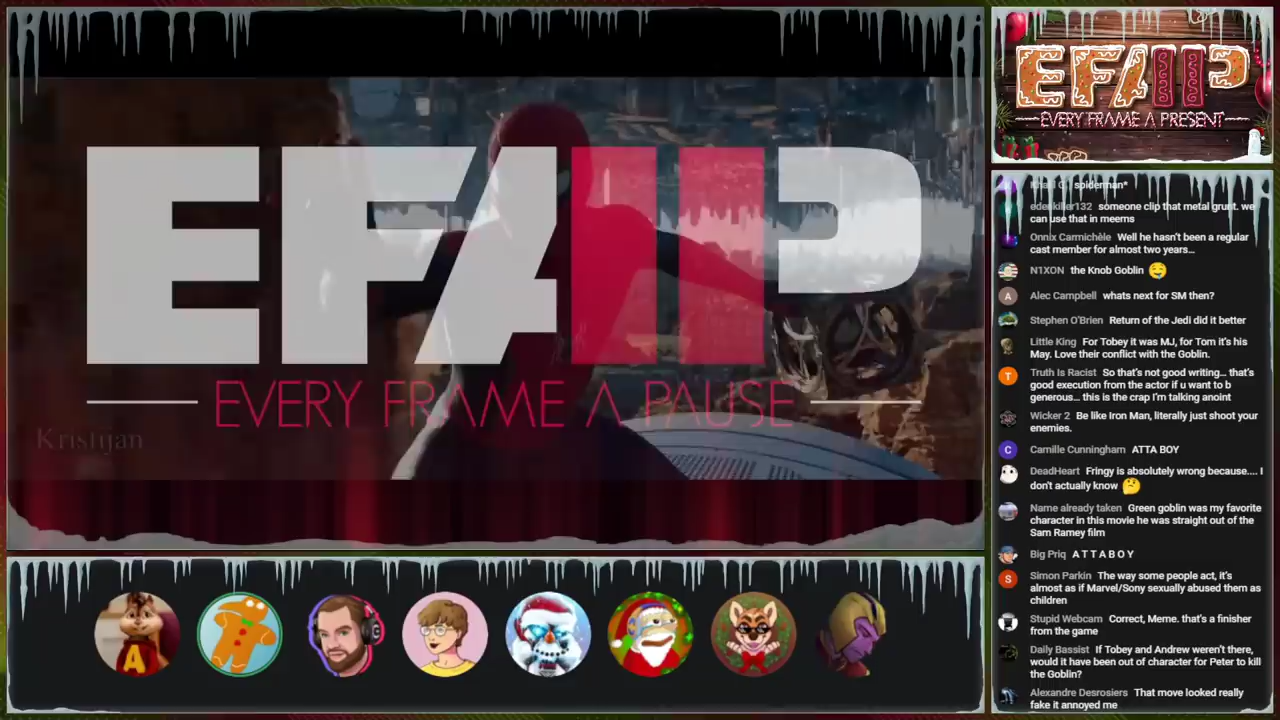 EFAP
EVERY FRAME A PAUSE
Kristijan
EFAP
EVERY FRAME A PRESENT
spiderman*
edenkiller132 someone clip that metal grunt. we
can use that in meems
Onnix Carmichèle Well he hasn't been a regular
cast member for almost two years...
N1XON the Knob Goblin
A Alec Campbell whats next for SM then?
Stephen O'Brien Return of the Jedi did it better
Little King For Tobey it was MJ, for Tom it's his
May. Love their conflict with the Goblin.
T Truth Is Racist So that's not good writing... that's
good execution from the actor if u want to b
generous... this is the crap I'm talking anoint
Wicker 2 Be like Iron Man, literally just shoot your
enemies.
C Camille Cunningham ATTA BOY
DeadHeart Fringy is absolutely wrong because.... I
don't actually know
Name already taken Green goblin was my favorite
character in this movie he was straight out of the
Sam Ramey film
Big Priq A T T A B O Y
S Simon Parkin The way some people act, it's
almost as if Marvel/Sony sexually abused them as
children
Stupid Webcam Correct, Meme. that's a finisher
from the game
Daily Bassist If Tobey and Andrew weren't there,
would it have been out of character for Peter to kill
the Goblin?
Alexandre Desrosiers That move looked really
fake it annoyed me
A